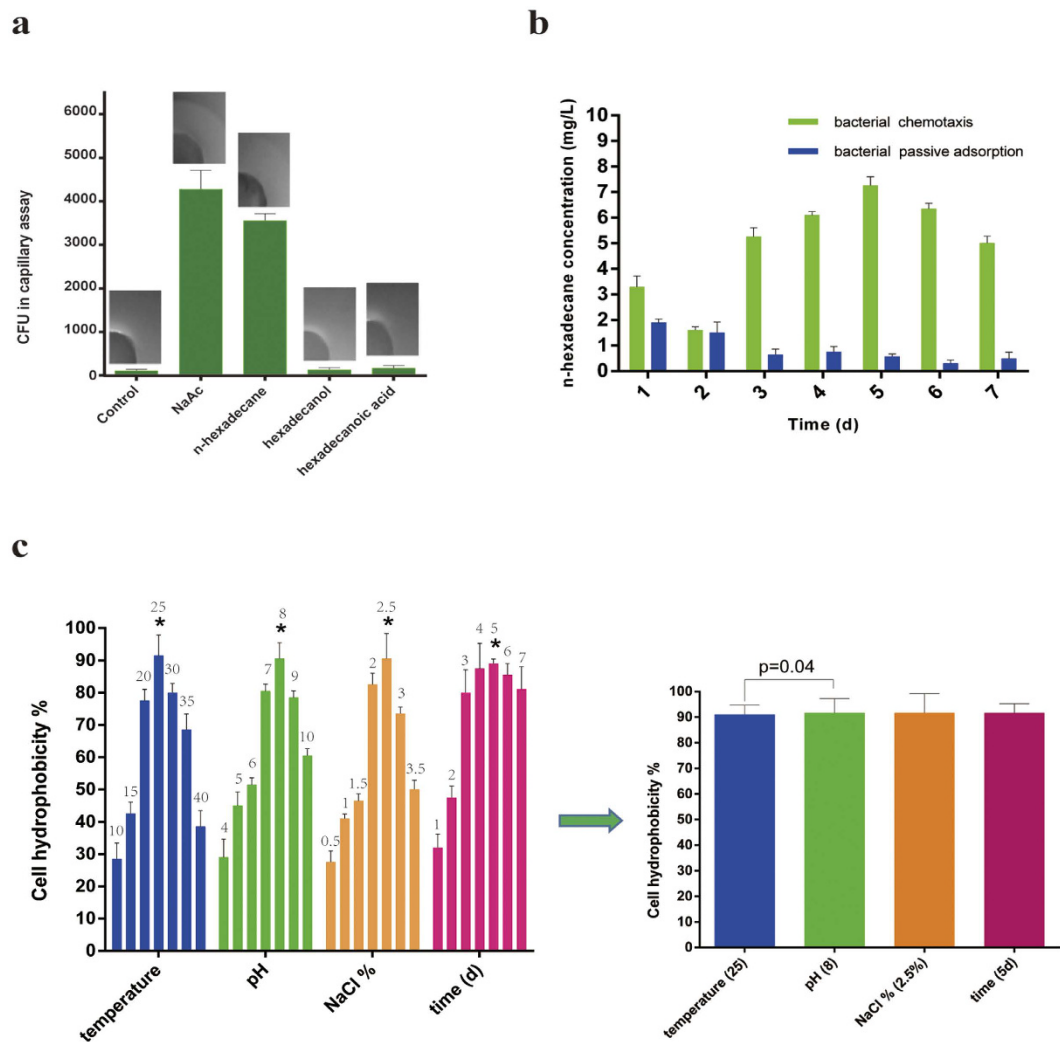 a
CFU in capillary assay
6000
5000
4000
3000
2000
1000
0
Control
NaAc
n-hexadecane
hexadecanol
hexadecanoic acid
b
n-hexadecane concentration (mg/L)
10
9
8
7
6
5
4
3
2
1
0
bacterial chemotaxis
bacterial passive adsorption
1 2 3 4 5 6 7
Time (d)
c
Cell hydrophobicity %
100
90
80
70
60
50
40
30
20
10
0
10 15 20 25 * 30 35 40
4 5 6 7 8 * 9 10
0.5 1 1.5 2 2.5 * 3 3.5
1 2 3 4 5 * 6 7
temperature
pH
NaCl %
time (d)
p=0.04
Cell hydrophobicity %
100
90
80
70
60
50
40
30
20
10
0
temperature (25)
pH (8)
NaCl % (2.5%)
time (5d)